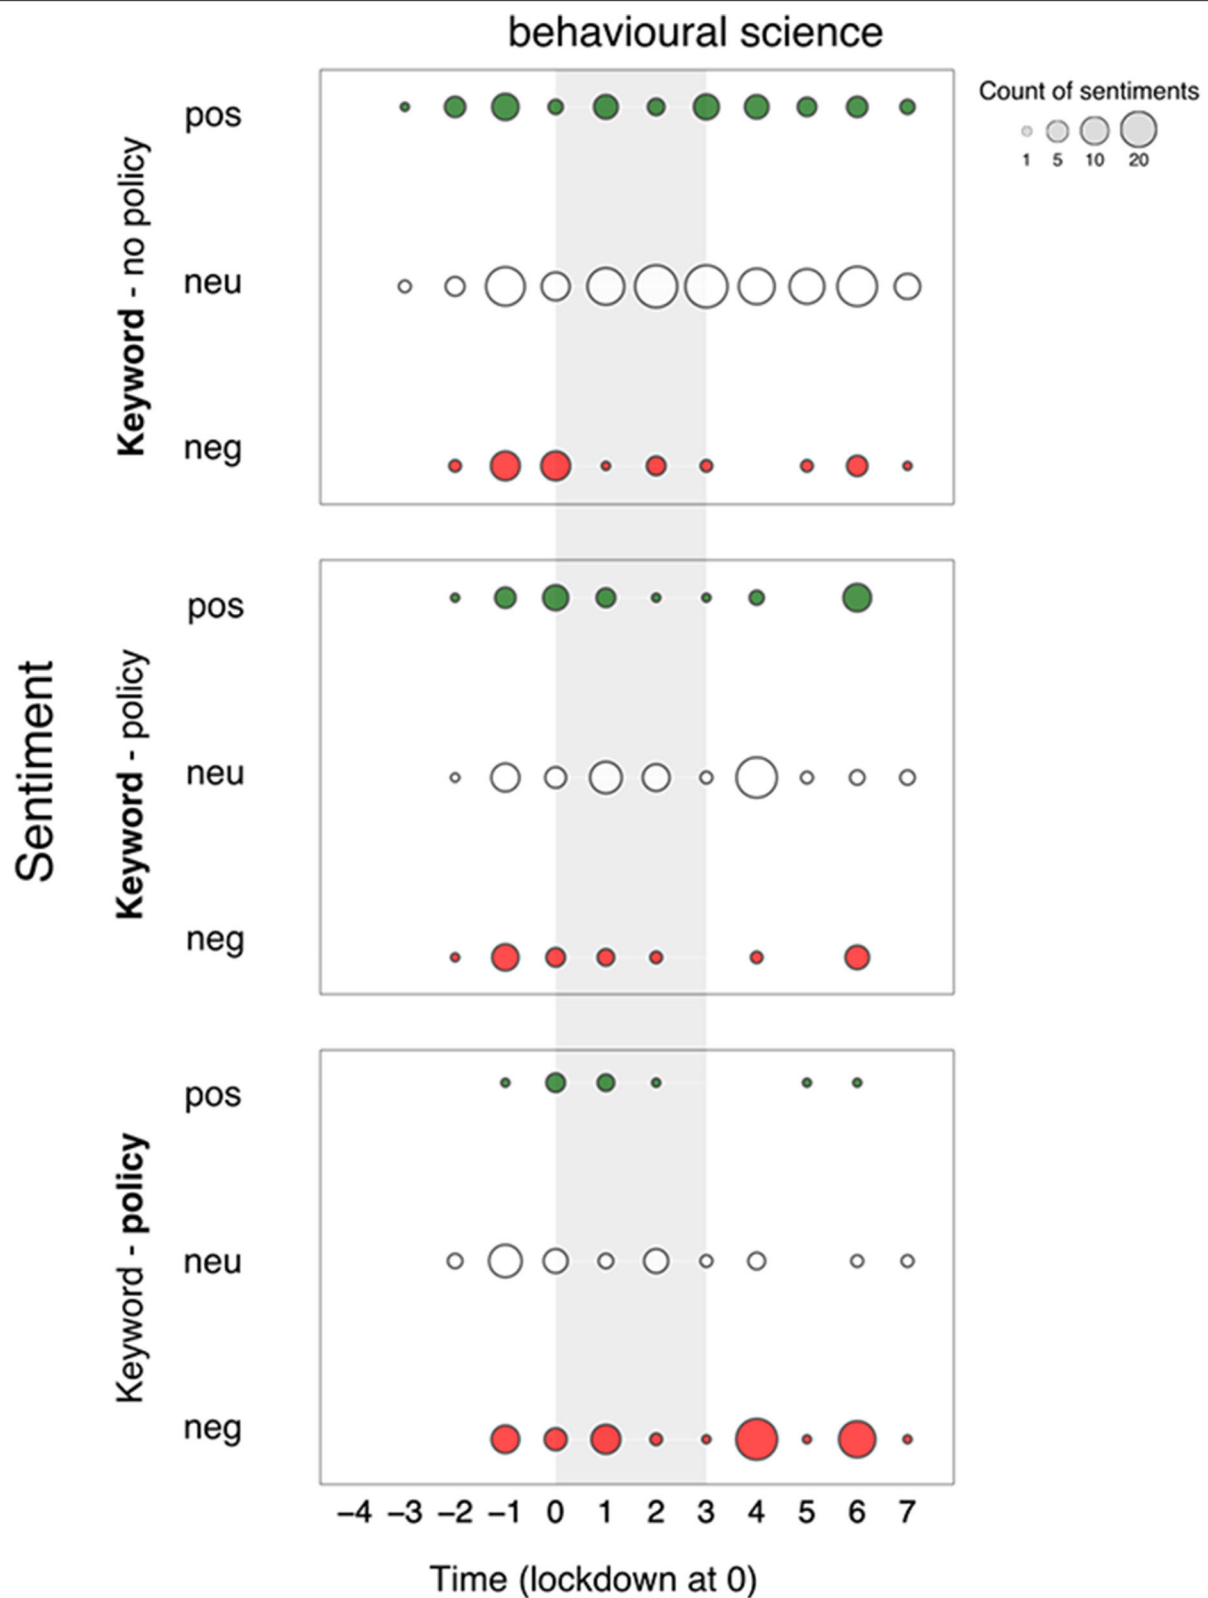 behavioural science
Count of sentiments
1 5 10 20
Sentiment
Keyword - no policy
pos
neu
neg
Keyword - policy
pos
neu
neg
Keyword - policy
pos
neu
neg
−4 −3 −2 −1 0 1 2 3 4 5 6 7
Time (lockdown at 0)